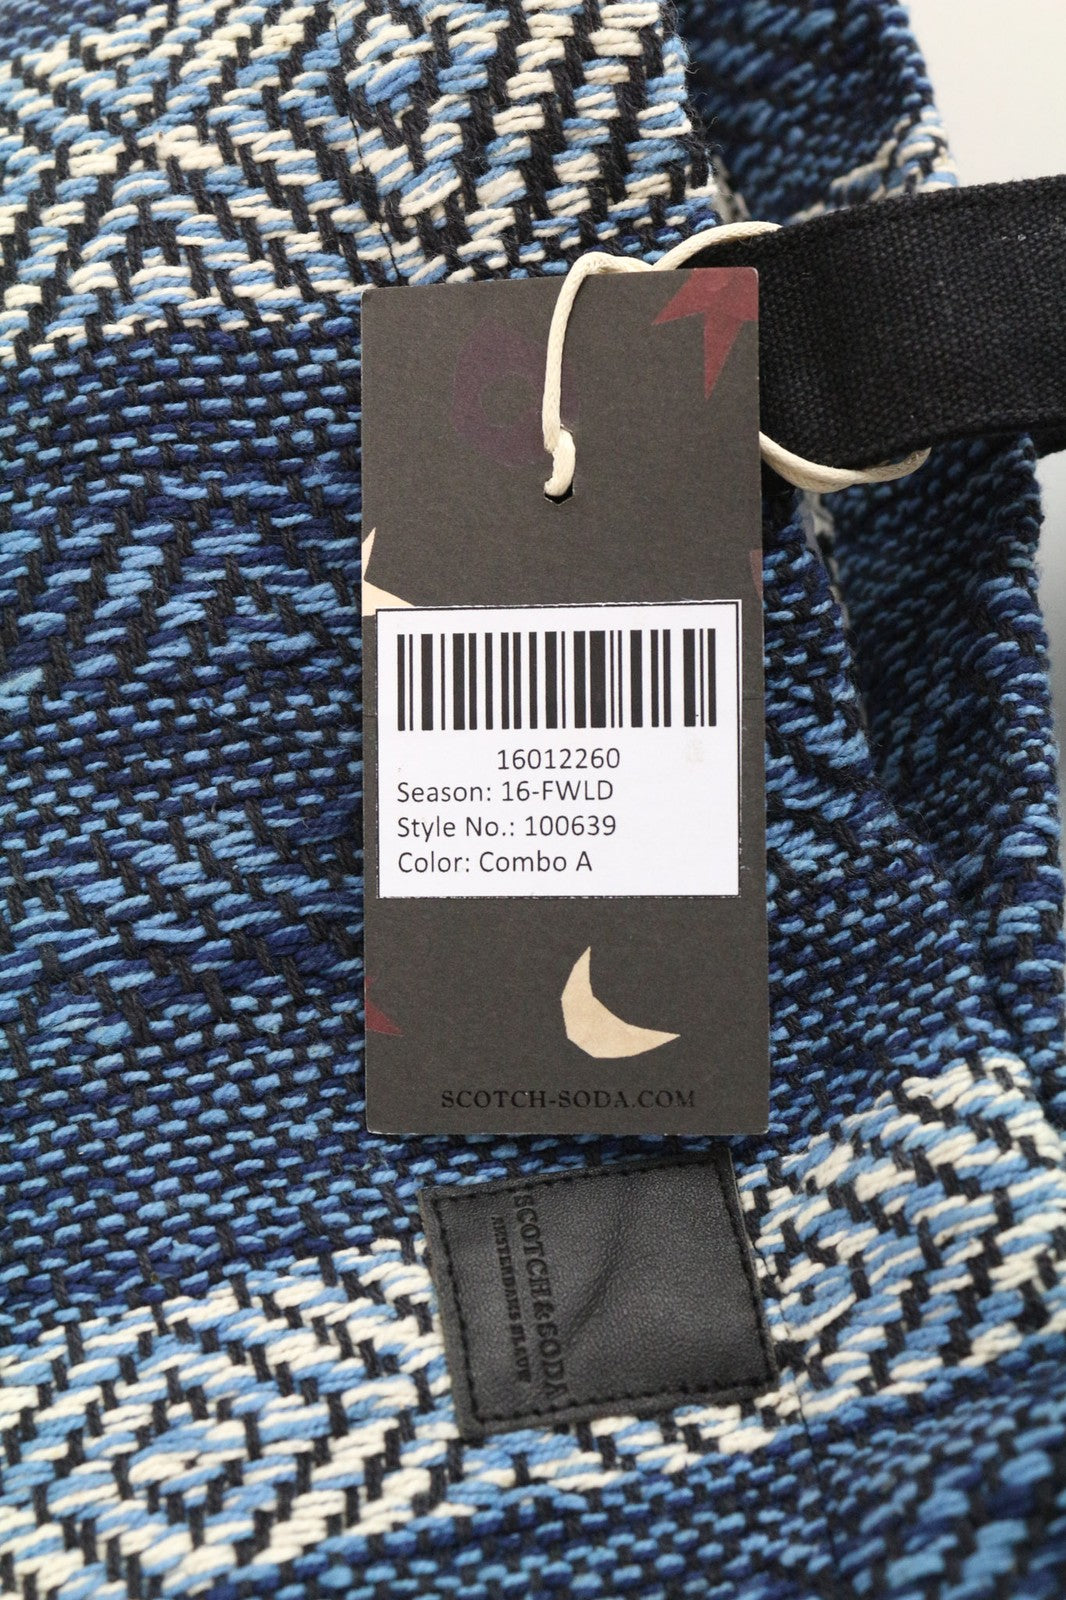 16012260
Season: 16-FWLD
Style No.: 100639
Color: Combo A
SCOTCH-SODA.COM
SCOTCH & SODA
AMSTERDAMS BLAUW